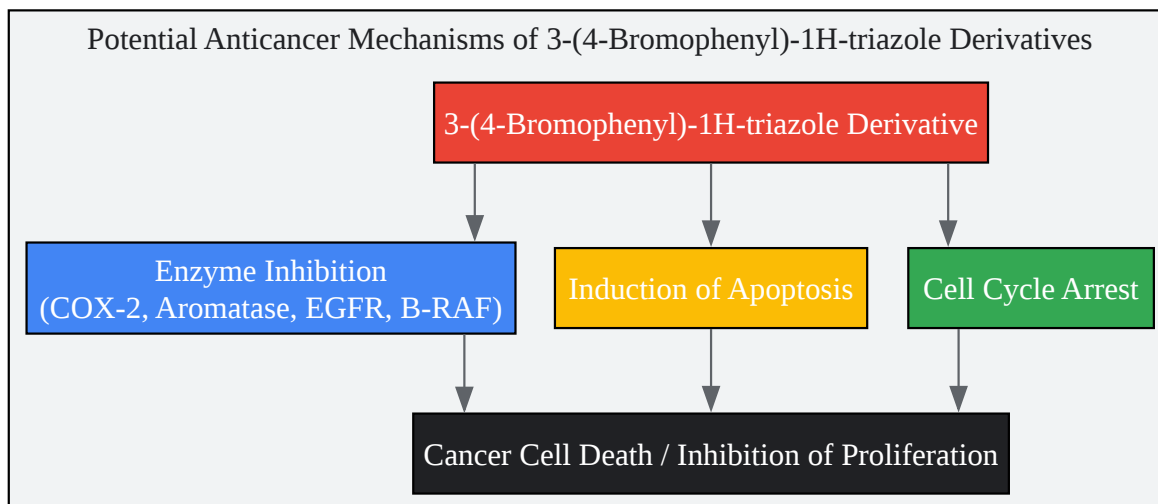 Potential Anticancer Mechanisms of 3-(4-Bromophenyl)-1H-triazole Derivatives
3-(4-Bromophenyl)-1H-triazole Derivative
Enzyme Inhibition
(COX-2, Aromatase, EGFR, B-RAF)
Induction of Apoptosis
Cell Cycle Arrest
Cancer Cell Death / Inhibition of Proliferation